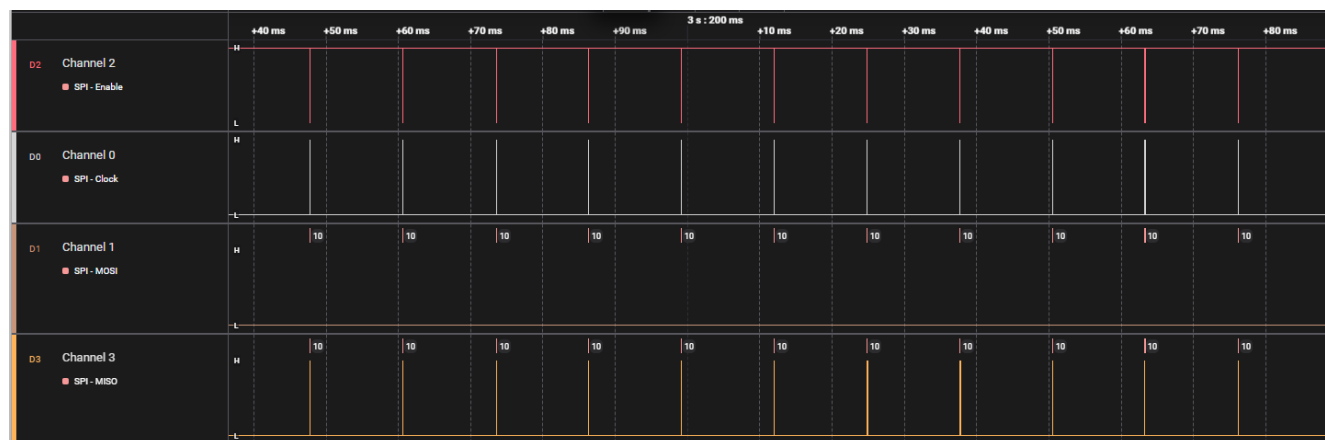 3 s : 200 ms
+40 ms +50 ms +60 ms +70 ms +80 ms +90 ms +10 ms +20 ms +30 ms +40 ms +50 ms +60 ms +70 ms +80 ms
H
D2 Channel 2
SPI - Enable
L
H
D0 Channel 0
SPI - Clock
L
10 10 10 10 10 10 10 10 10 10 10
H
D1 Channel 1
SPI - MOSI
L
10 10 10 10 10 10 10 10 10 10 10
H
D3 Channel 3
SPI - MISO
L